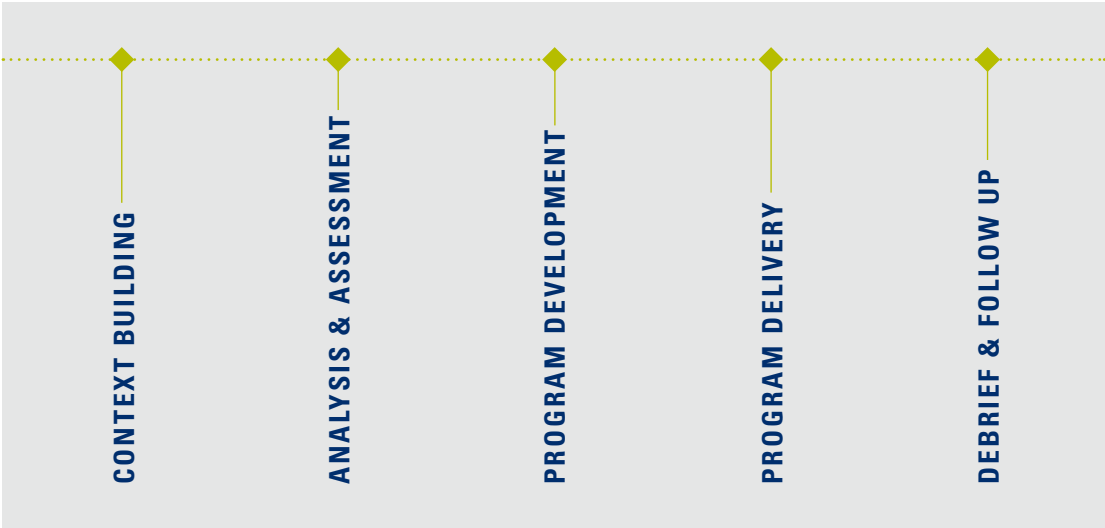 CONTEXT BUILDING
ANALYSIS & ASSESSMENT
PROGRAM DEVELOPMENT
PROGRAM DELIVERY
DEBRIEF & FOLLOW UP